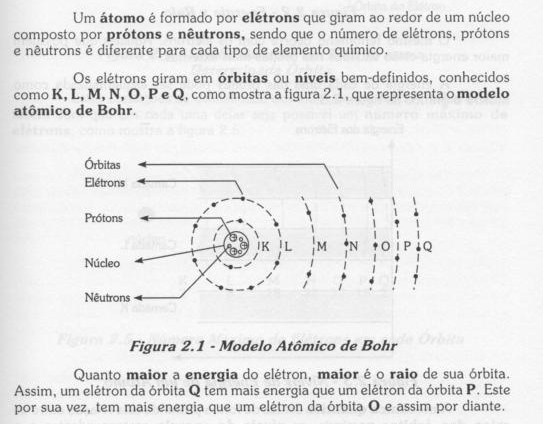 Um átomo é formado por elétrons que giram ao redor de um núcleo
composto por prótons e nêutrons, sendo que o número de elétrons, prótons
e nêutrons é diferente para cada tipo de elemento químico.
Os elétrons giram em órbitas ou níveis bem-definidos, conhecidos
como K, L, M, N, O, P e Q, como mostra a figura 2.1, que representa o modelo
atômico de Bohr.
Órbitas
Elétrons
Prótons
Núcleo
Nêutrons
K L M N O P Q
Figura 2.1 - Modelo Atômico de Bohr
Quanto maior a energia do elétron, maior é o raio de sua órbita.
Assim, um elétron da órbita Q tem mais energia que um elétron da órbita P. Este
por sua vez, tem mais energia que um elétron da órbita O e assim por diante.